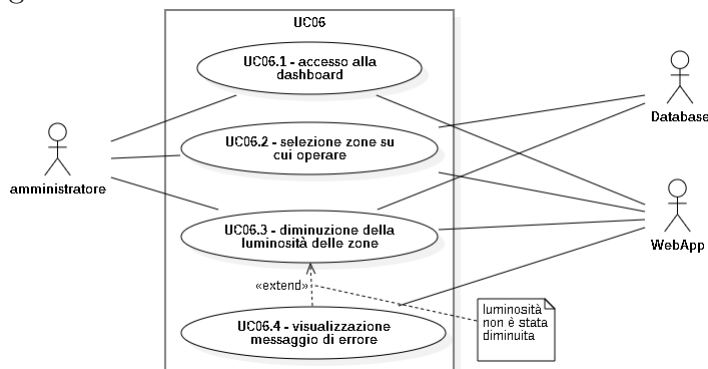 UC06
UC06.1 - accesso alla
dashboard
Database
UC06.2 - selezione zone su
cui operare
amministratore
UC06.3 - diminuzione della
luminosità delle zone
WebApp
«extend»
luminosità
non è stata
diminuita
UC06.4 - visualizzazione
messaggio di errore